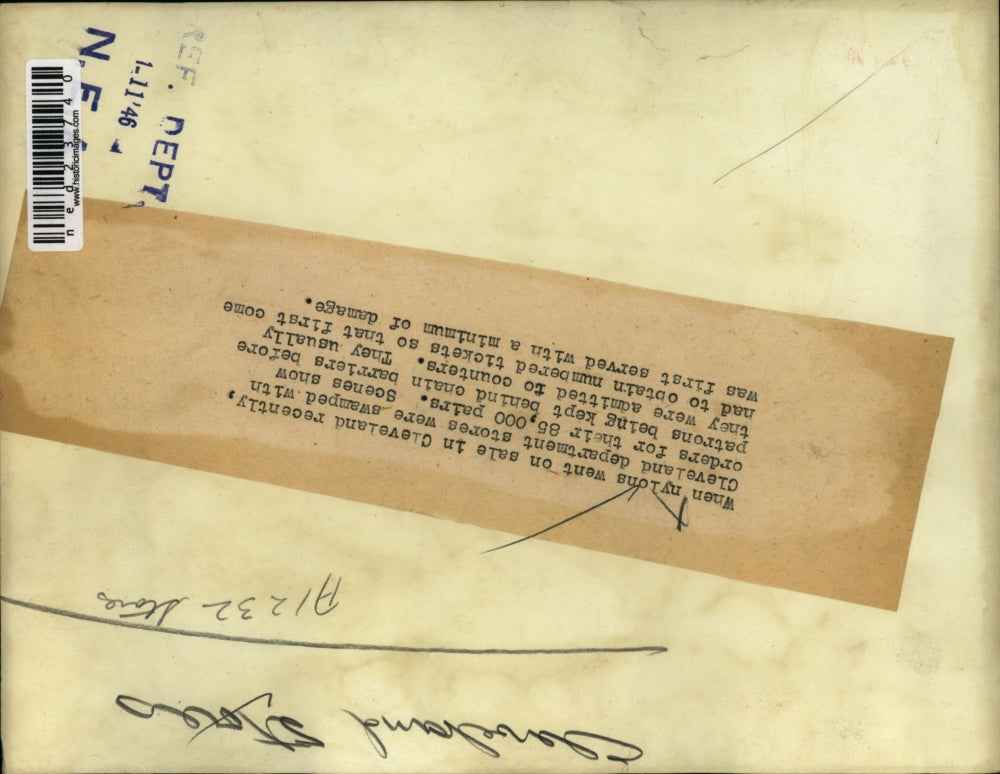 Cleveland Stores
A1232 Stores
When nylons went on sale in Cleveland recently,
Cleveland department stores were swamped with
orders for their 85,000 pairs. Scenes show
patrons being kept behind chain barriers before
they were admitted to counters. They usually
had to obtain numbered tickets so that first come
was first served with a minimum of damage.
REF. DEPT.
1-11'46
N.E.A
ned23740
www.historicimages.com